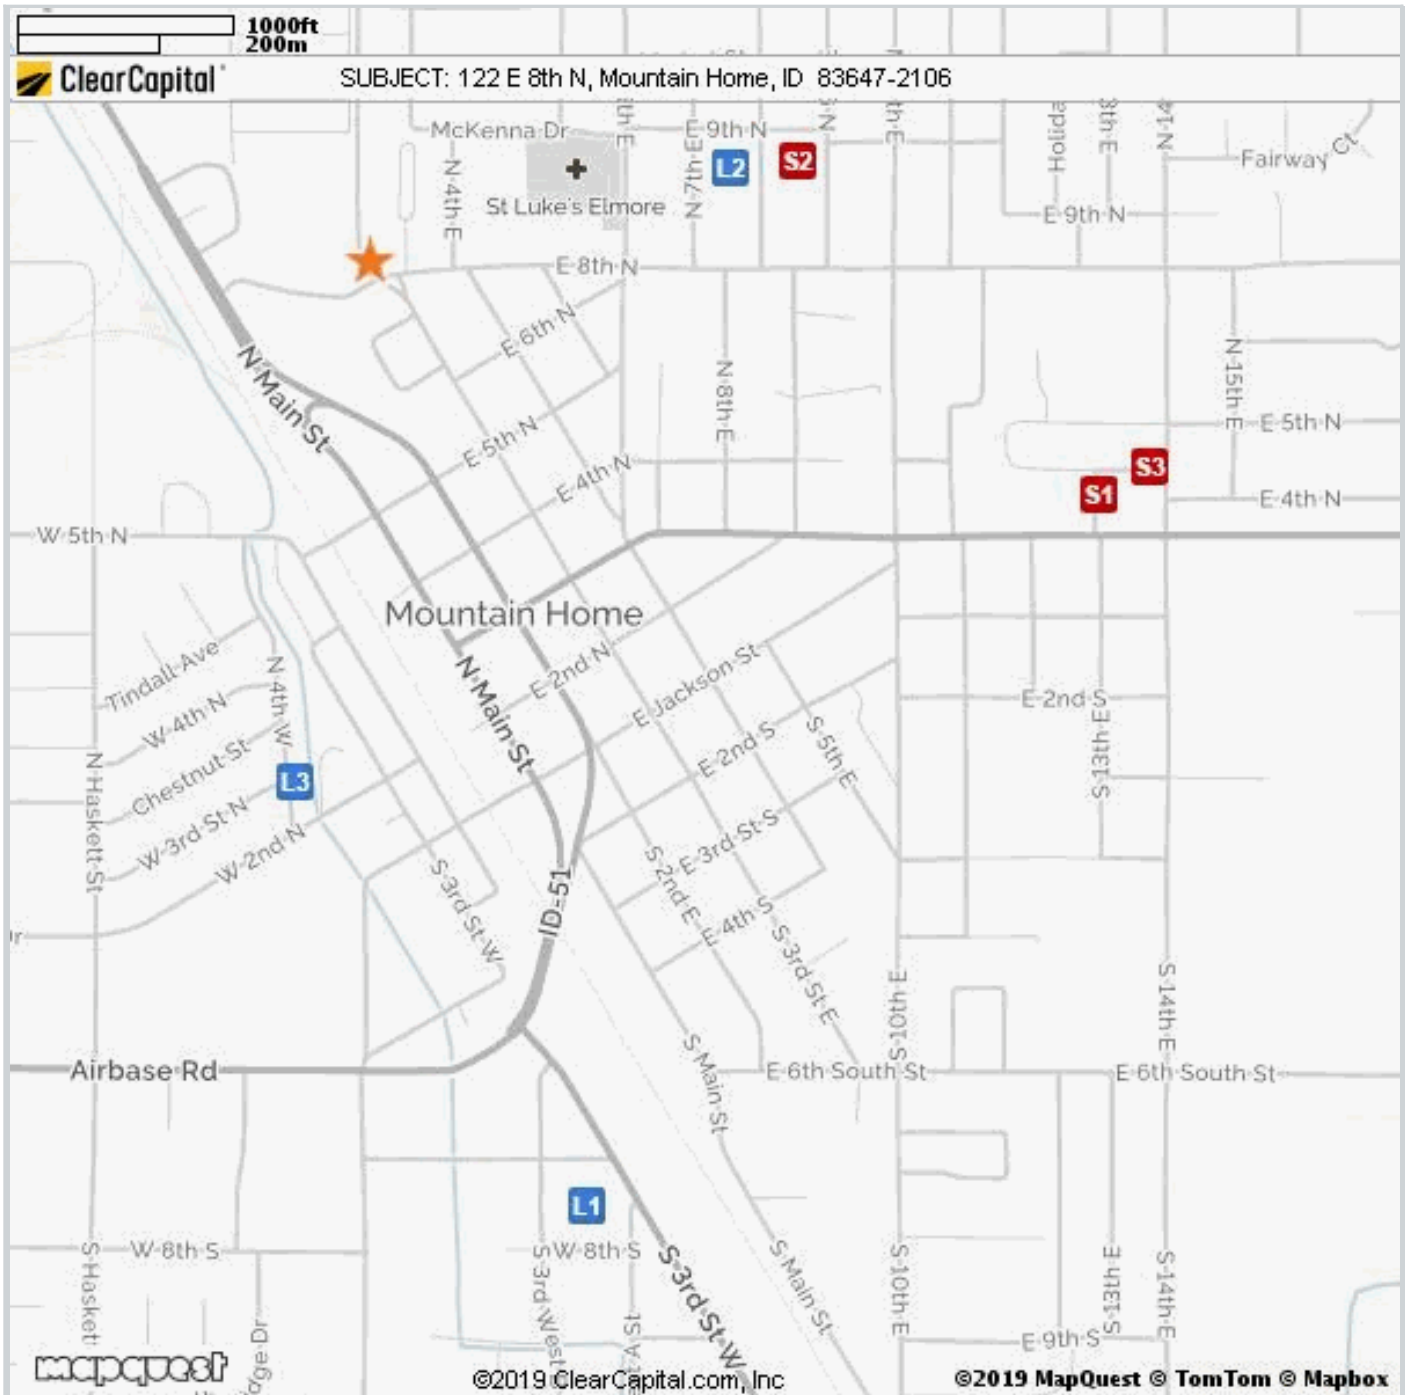 1000ft
200m
ClearCapital
SUBJECT: 122 E 8th N, Mountain Home, ID 83647-2106
McKenna Dr
E 9th N
Fairway Ct
N 4th E
N 7th E
L2
S2
N 14
St Luke's Elmore
E 9th N
E 8th N
E 6th N
N Main St
N 8th E
N 15th E
E 5th N
E 5th N
E 4th N
S3
S1
E 4th N
W 5th N
Mountain Home
Tindall Ave
N 4th W
N Main St
E 2nd N
E Jackson St
W 4th N
E 2nd S
S 13th E
Chestnut St
E 2nd S
S 5th E
N Haskett St
L3
W 3rd St N
W 2nd N
E 3rd St S
S 3rd St W
S 2nd E
ID-51
E 4th S
S 3rd St E
S 10th E
S 14th E
Airbase Rd
S Main St
E 6th South St
E 6th South St
L1
W 8th S
W 8th S
S 3rd St W
S Main St
S 10th E
S 13th E
S 14th E
S Haskett
S 3rd West
E 9th S
mapquest
©2019 ClearCapital.com, Inc
©2019 MapQuest © TomTom © Mapbox